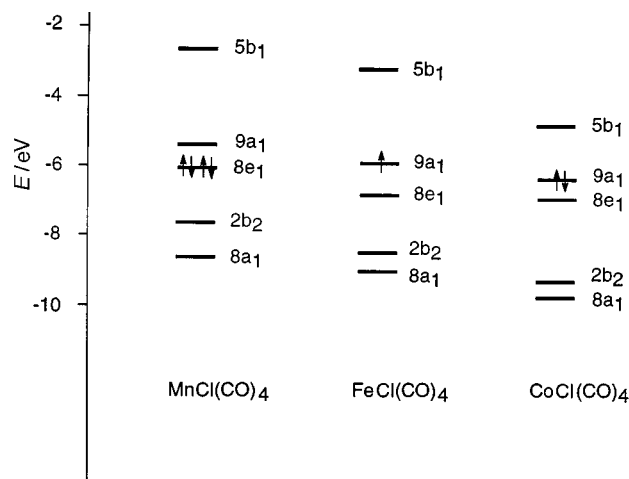 -2
-4
-6
-8
-10
E/eV
5b1
9a1
8e1
2b2
8a1
MnCl(CO)4
5b1
9a1
8e1
2b2
8a1
FeCl(CO)4
5b1
9a1
8e1
2b2
8a1
CoCl(CO)4